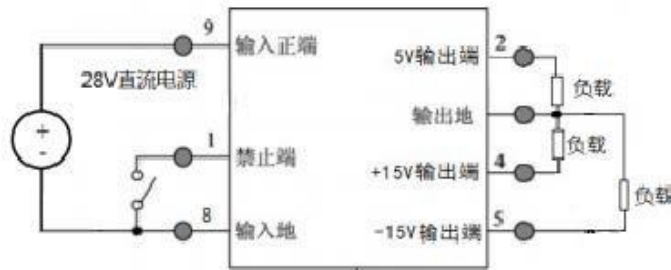 9
输入正端
28V直流电源
+
-
1
禁止端
8
输入地
2
5V输出端
负载
输出地
负载
4
+15V输出端
负载
5
-15V输出端